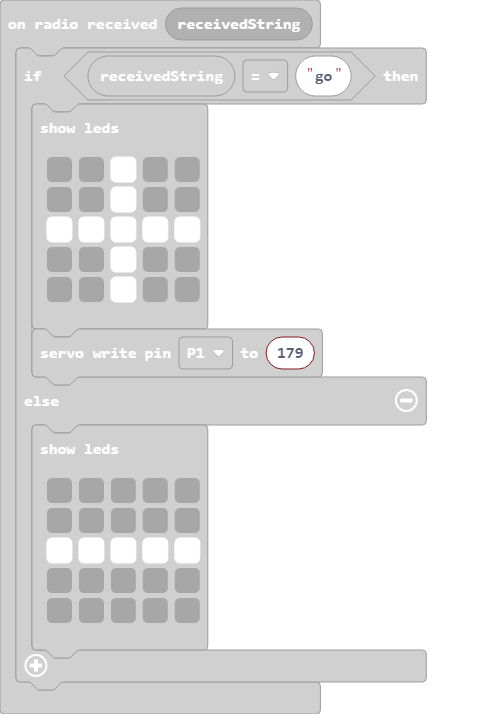 on radio received receivedString
if receivedString = "go" then
show leds
servo write pin P1 to 179
else
show leds